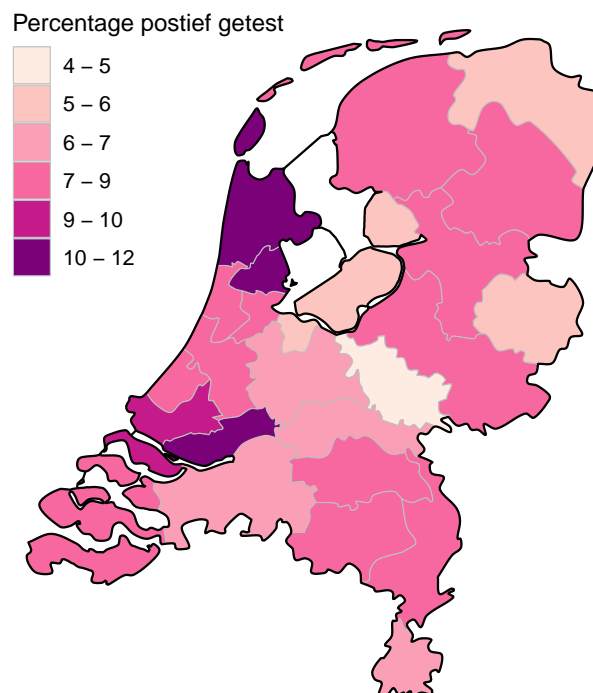 Percentage postief getest
4 – 5
5 – 6
6 – 7
7 – 9
9 – 10
10 – 12